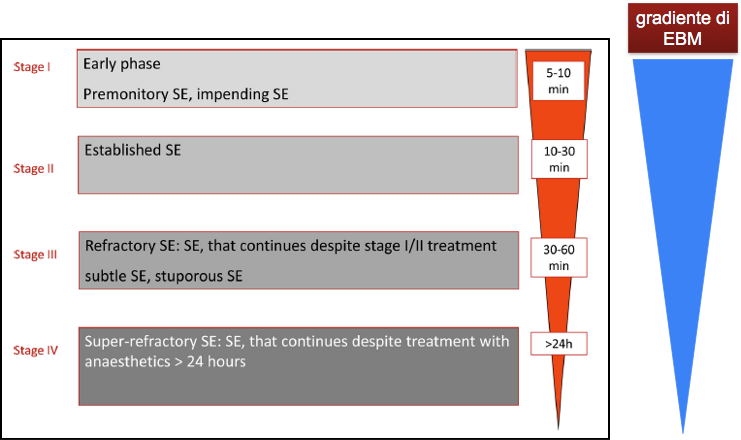 gradiente di
EBM
Stage I
Early phase
Premonitory SE, impending SE
5-10
min
Stage II
Established SE
10-30
min
Stage III
Refractory SE: SE, that continues despite stage I/II treatment
subtle SE, stuporous SE
30-60
min
Stage IV
Super-refractory SE: SE, that continues despite treatment with
anaesthetics > 24 hours
>24h